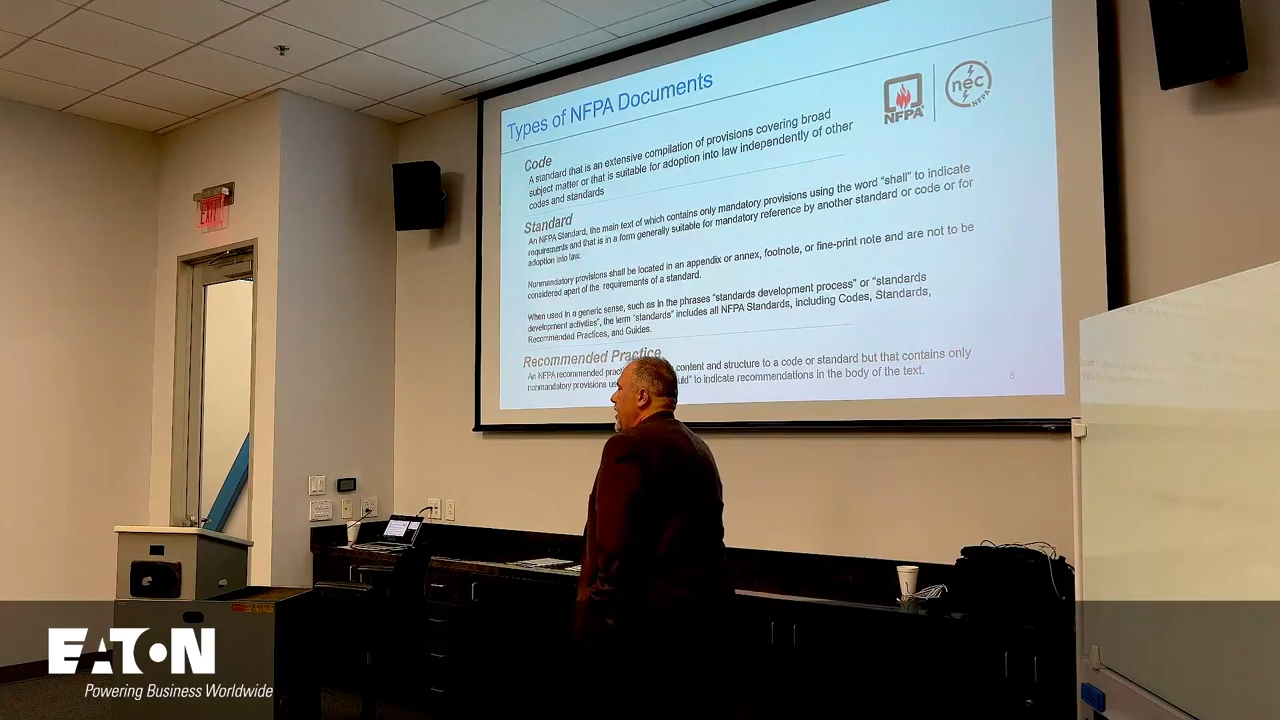 Types of NFPA Documents
NFPA
nec
NFPA
Code
A standard that is an extensive compilation of provisions covering broad
subject matter or that is suitable for adoption into law independently of other
codes and standards
Standard
An NFPA Standard, the main text of which contains only mandatory provisions using the word “shall” to indicate
requirements and that is in a form generally suitable for mandatory reference by another standard or code or for
adoption into law.
Nonmandatory provisions shall be located in an appendix or annex, footnote, or fine-print note and are not to be
considered apart of the requirements of a standard.
When used in a generic sense, such as in the phrases “standards development process” or “standards
development activities”, the term “standards” includes all NFPA Standards, including Codes, Standards,
Recommended Practices, and Guides.
Recommended Practice
An NFPA recommended content and structure to a code or standard but that contains only
nonmandatory provisions to indicate recommendations in the body of the text.
8
EXIT
EATON
Powering Business Worldwide